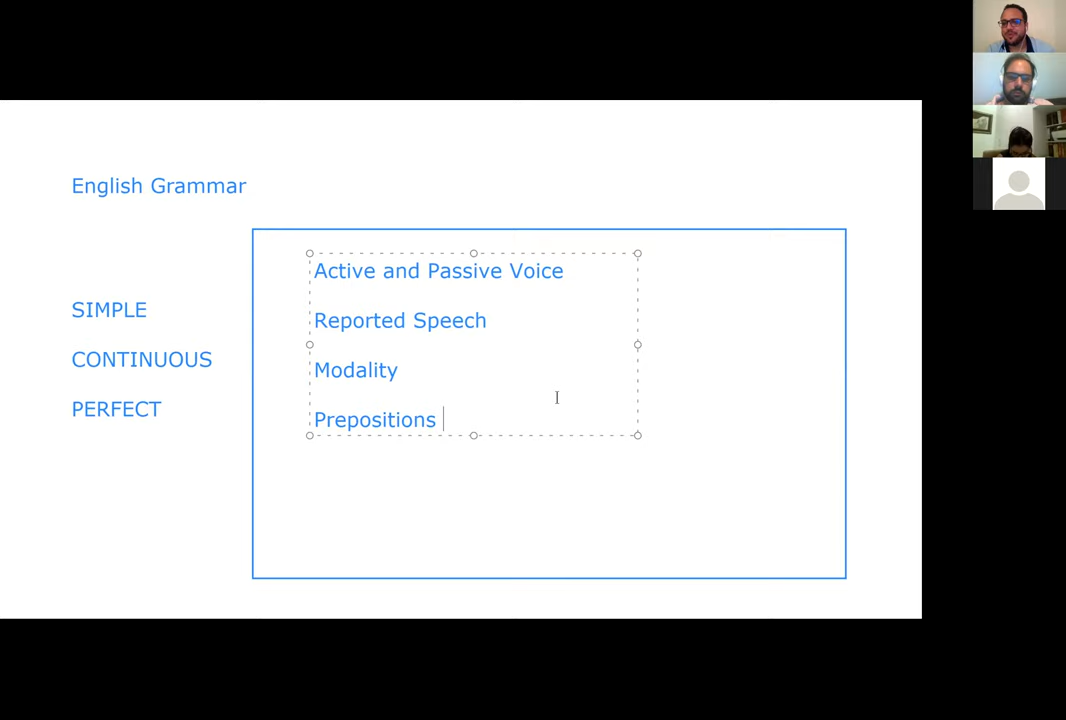 English Grammar
SIMPLE
CONTINUOUS
PERFECT
Active and Passive Voice
Reported Speech
Modality
Prepositions